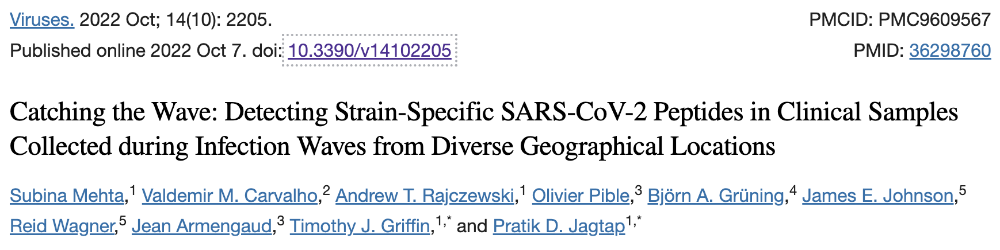 Viruses. 2022 Oct; 14(10): 2205.
PMCID: PMC9609567
Published online 2022 Oct 7. doi: 10.3390/v14102205
PMID: 36298760
Catching the Wave: Detecting Strain-Specific SARS-CoV-2 Peptides in Clinical Samples
Collected during Infection Waves from Diverse Geographical Locations
Subina Mehta,1 Valdemir M. Carvalho,2 Andrew T. Rajczewski,1 Olivier Pible,3 Björn A. Grüning,4 James E. Johnson,5
Reid Wagner,5 Jean Armengaud,3 Timothy J. Griffin,1,* and Pratik D. Jagtap1,*